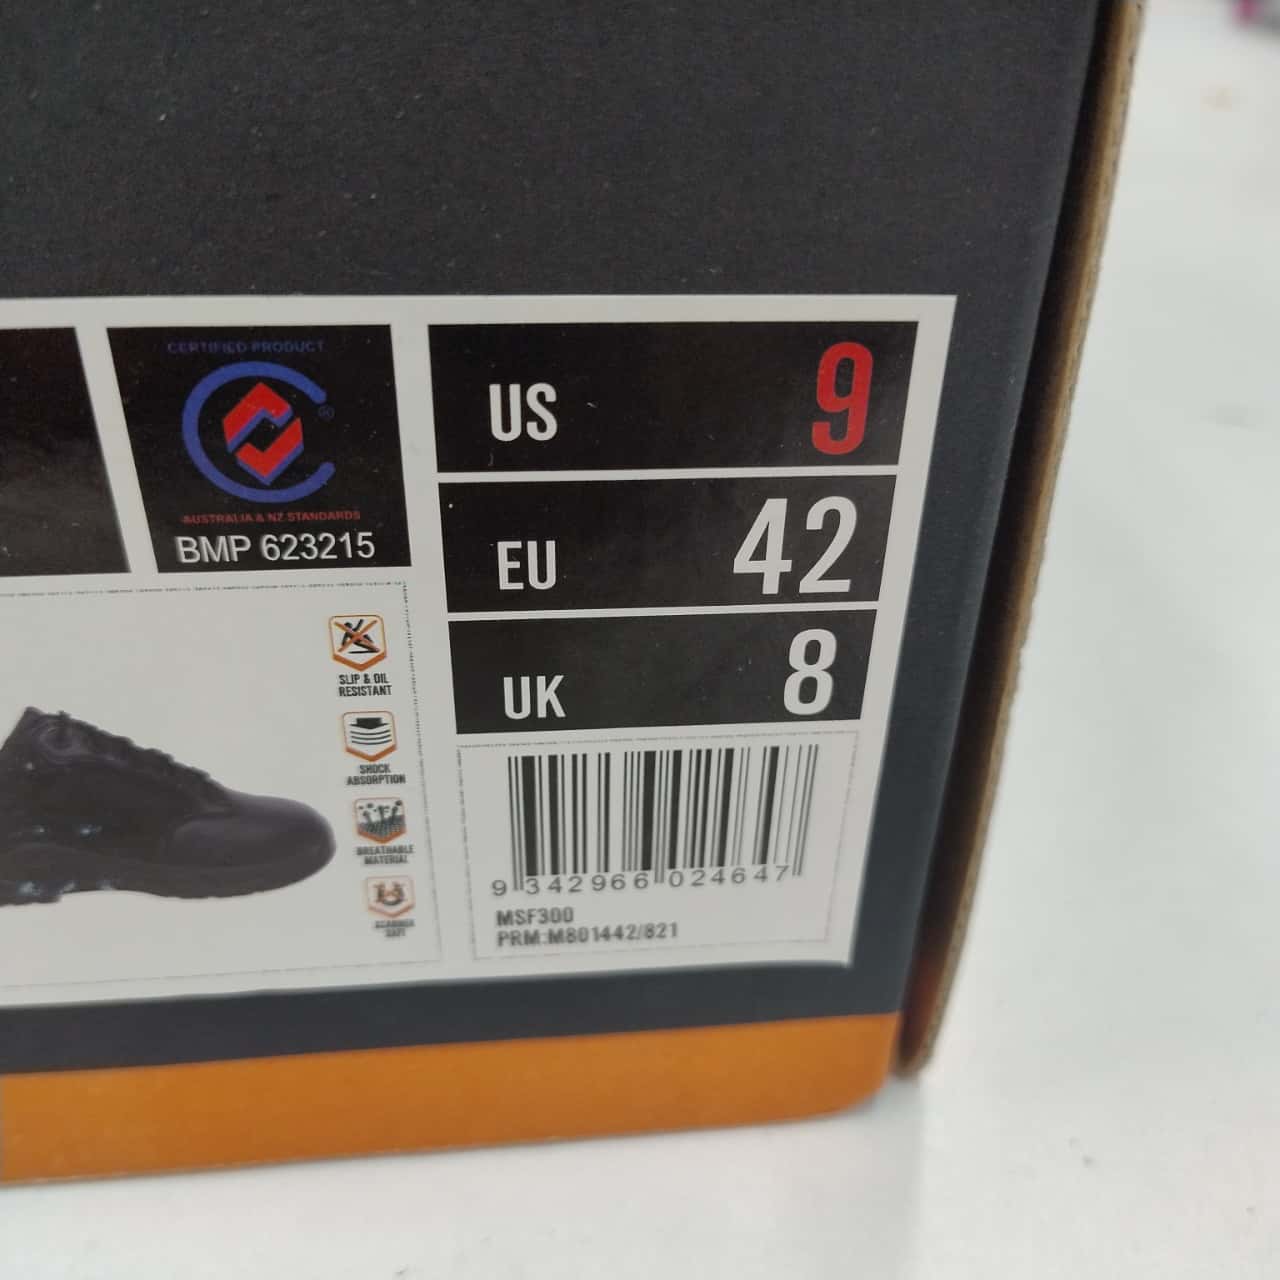 CERTIFIED PRODUCT
®
AUSTRALIA & NZ STANDARDS
BMP 623215
US 9
EU 42
UK 8
SLIP & OIL
RESISTANT
SHOCK
ABSORPTION
BREATHABLE
MATERIAL
9 342966 024647
MSF300
PRM:M801442/821